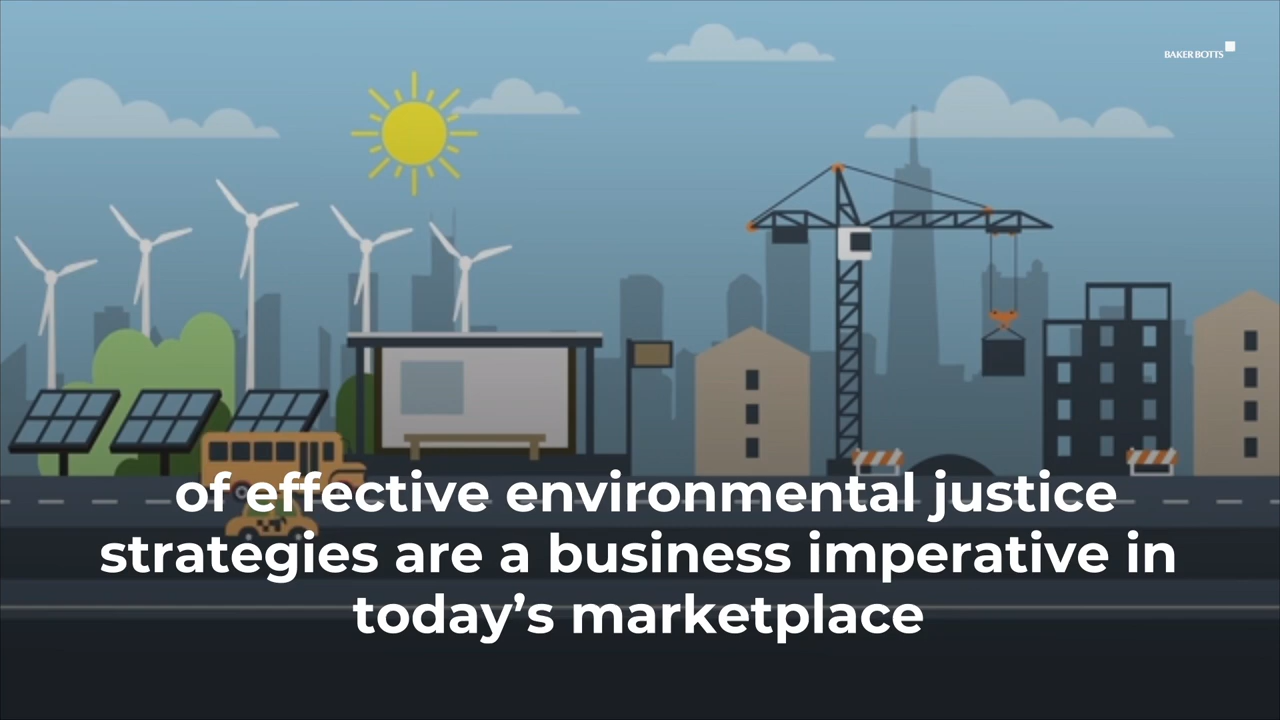 BAKER BOTTS
of effective environmental justice
strategies are a business imperative in
today’s marketplace